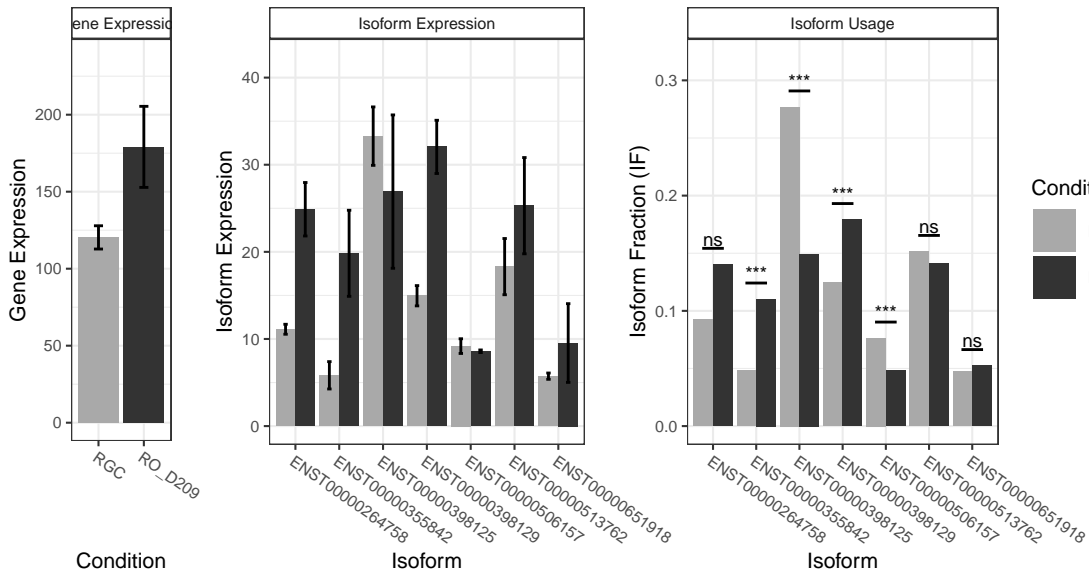 ene Expressio
Gene Expression
200
150
100
50
0
RGC
RO_D209
Condition
Isoform Expression
Isoform Expression
40
30
20
10
0
ENST00000264758
ENST00000355842
ENST00000398125
ENST00000398129
ENST00000506157
ENST00000513762
ENST00000651918
Isoform
Isoform Usage
Isoform Fraction (IF)
0.3
0.2
0.1
0.0
ns
***
***
***
***
ns
ns
ENST00000264758
ENST00000355842
ENST00000398125
ENST00000398129
ENST00000506157
ENST00000513762
ENST00000651918
Isoform
Condit